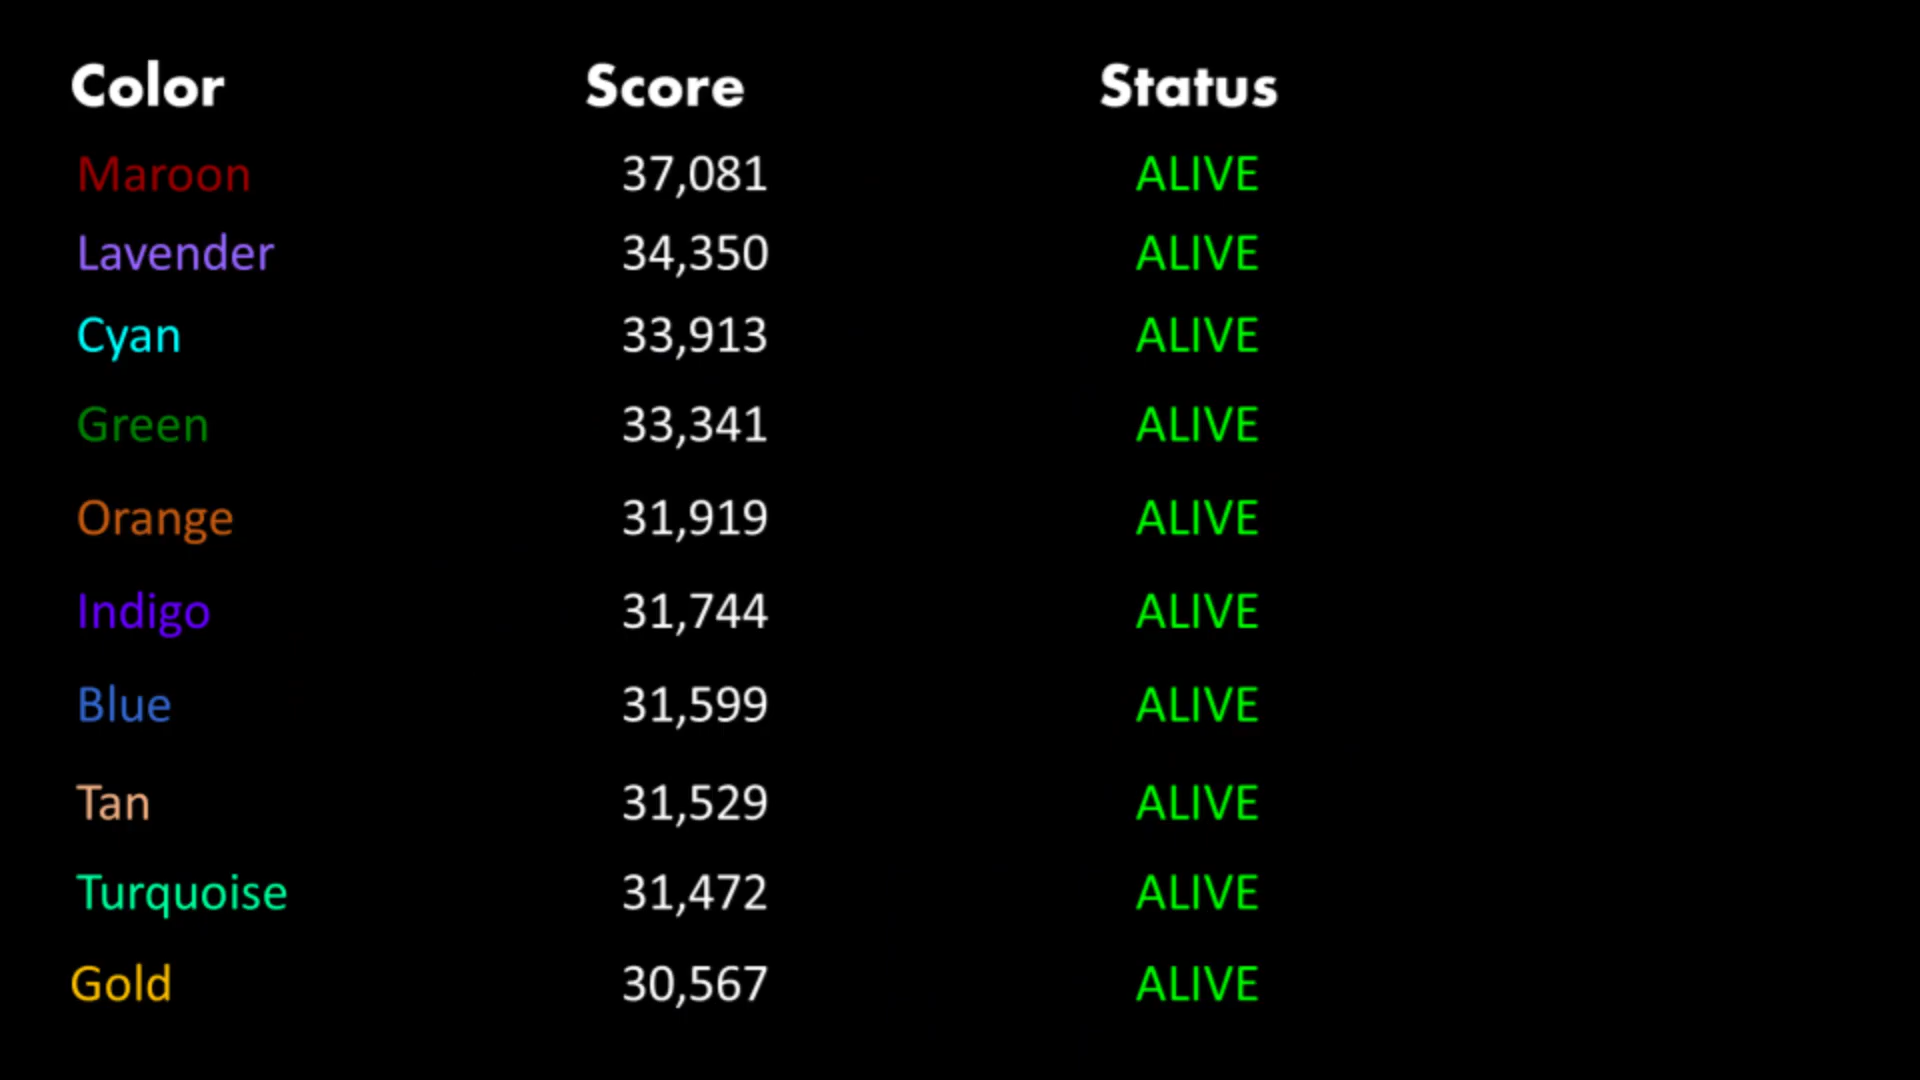 Color Score Status
Maroon 37,081 ALIVE
Lavender 34,350 ALIVE
Cyan 33,913 ALIVE
Green 33,341 ALIVE
Orange 31,919 ALIVE
Indigo 31,744 ALIVE
Blue 31,599 ALIVE
Tan 31,529 ALIVE
Turquoise 31,472 ALIVE
Gold 30,567 ALIVE